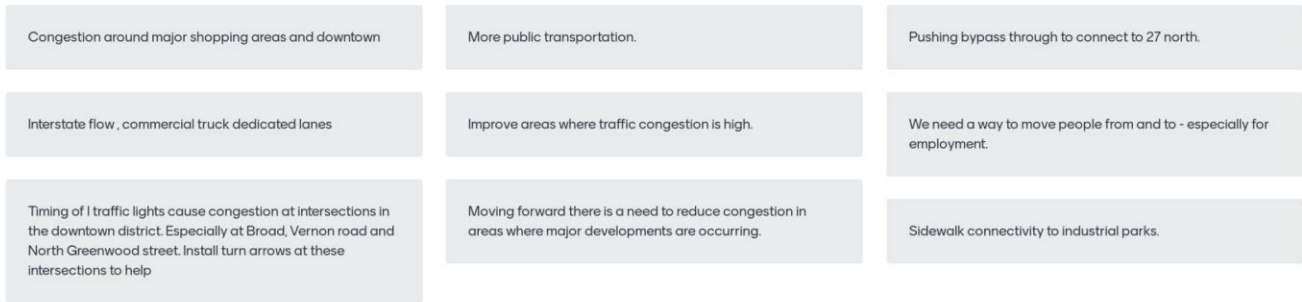 Congestion around major shopping areas and downtown
More public transportation.
Pushing bypass through to connect to 27 north.
Interstate flow , commercial truck dedicated lanes
Improve areas where traffic congestion is high.
We need a way to move people from and to - especially for
employment.
Timing of l traffic lights cause congestion at intersections in
the downtown district. Especially at Broad, Vernon road and
North Greenwood street. Install turn arrows at these
intersections to help
Moving forward there is a need to reduce congestion in
areas where major developments are occurring.
Sidewalk connectivity to industrial parks.